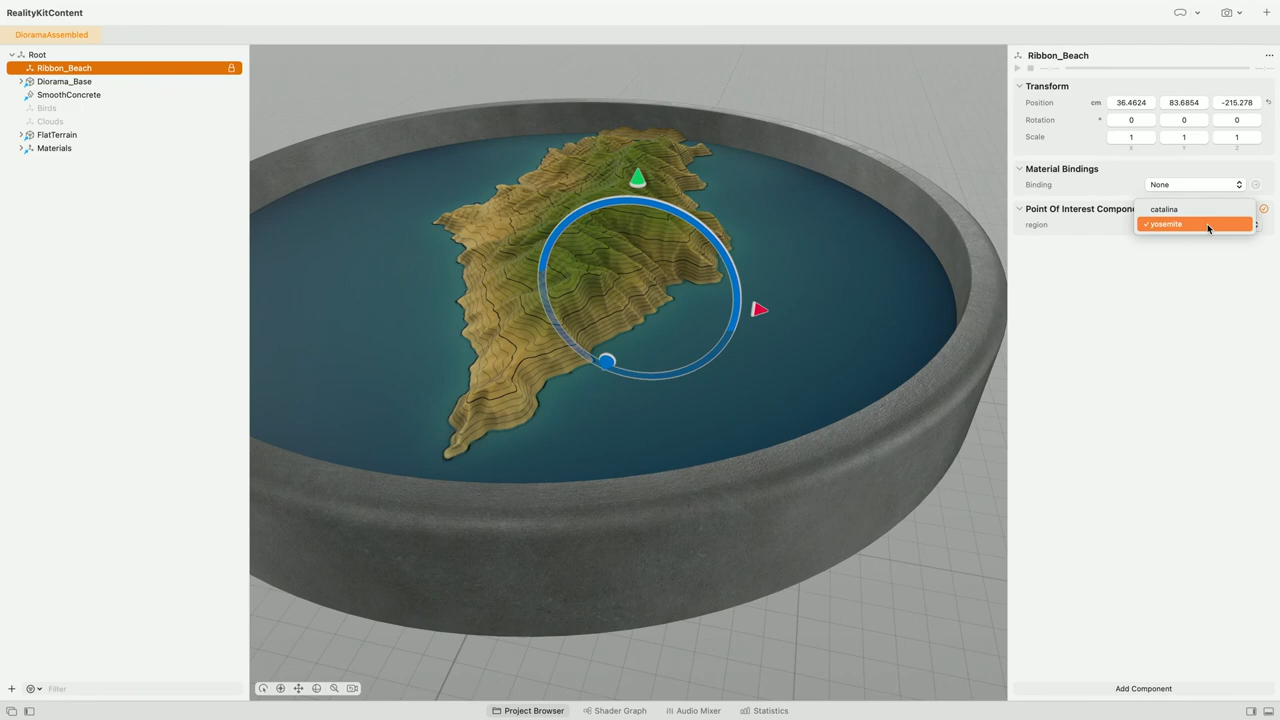 RealityKitContent
DioramaAssembled
Root
Ribbon_Beach
Diorama_Base
SmoothConcrete
Birds
Clouds
FlatTerrain
Materials
Filter
Ribbon_Beach
Transform
Position cm 36.4624 83.6854 -215.278
Rotation ° 0 0 0
Scale 1 1 1
X Y Z
Material Bindings
Binding None
Point Of Interest Compone
catalina
region ✓ yosemite
Add Component
Project Browser Shader Graph Audio Mixer Statistics